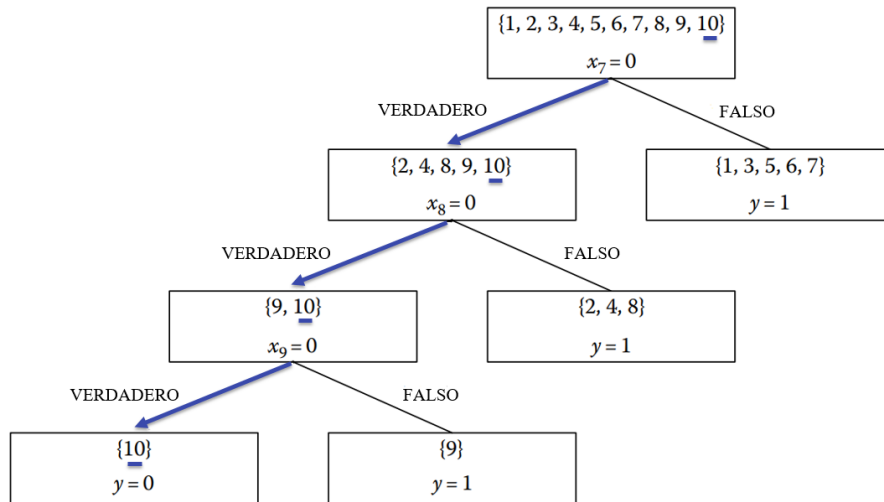 {1, 2, 3, 4, 5, 6, 7, 8, 9, 10}
x₇ = 0
VERDADERO
FALSO
{2, 4, 8, 9, 10}
x₈ = 0
{1, 3, 5, 6, 7}
y = 1
VERDADERO
FALSO
{9, 10}
x₉ = 0
{2, 4, 8}
y = 1
VERDADERO
FALSO
{10}
y = 0
{9}
y = 1